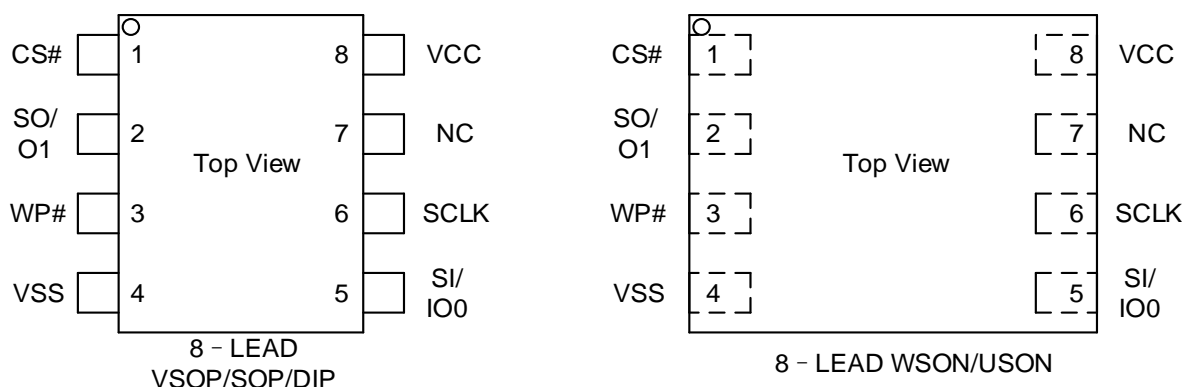 CS# 1 8 VCC
SO/
O1 2 7 NC
Top View
WP# 3 6 SCLK
VSS 4 5 SI/
IO0
8 – LEAD
VSOP/SOP/DIP
CS# 1 8 VCC
SO/
O1 2 7 NC
Top View
WP# 3 6 SCLK
VSS 4 5 SI/
IO0
8 – LEAD WSON/USON